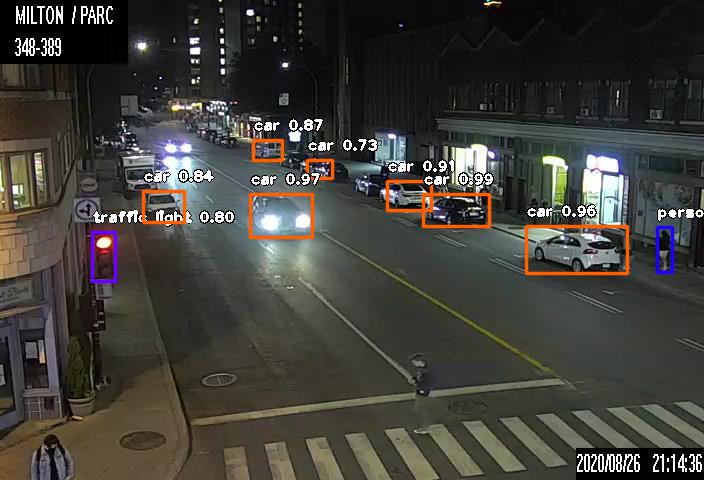 MILTON / PARC
348-389
car 0.87
car 0.73
car 0.84
car 0.97
car 0.91
car 0.99
traffic light 0.80
car 0.96
perso
2020/08/26 21:14:36